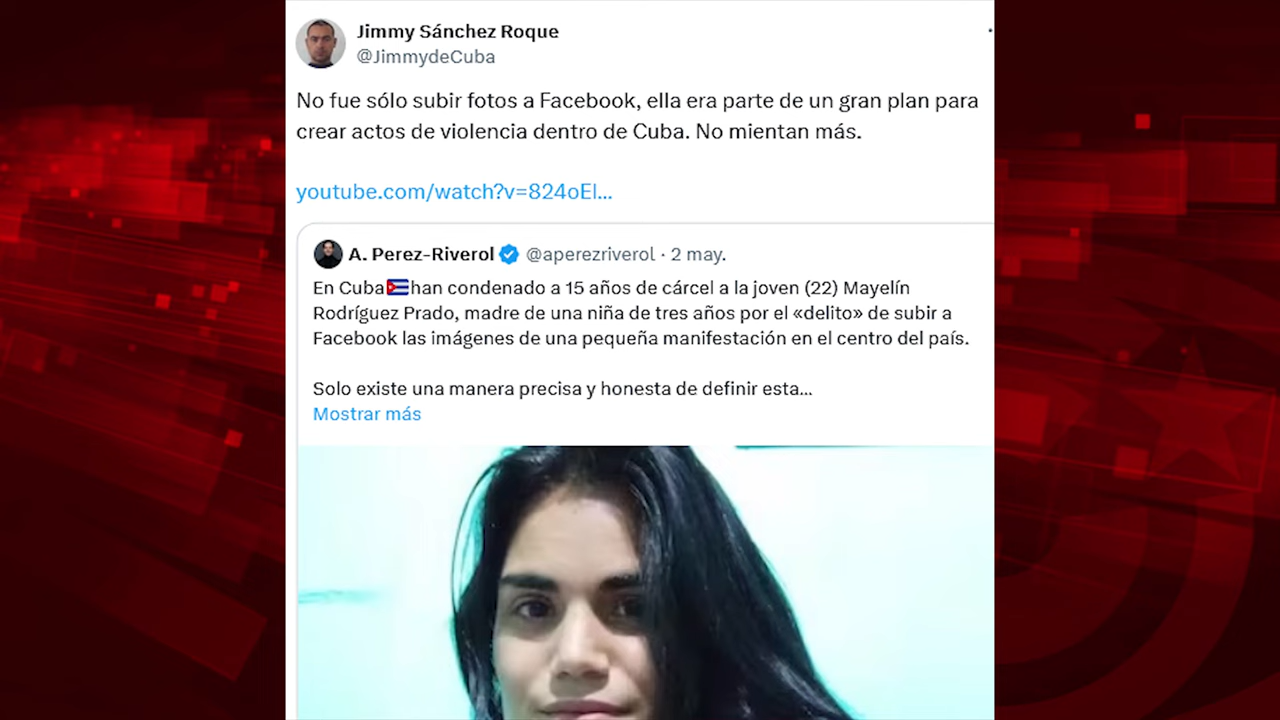 Jimmy Sánchez Roque
@JimmydeCuba
No fue sólo subir fotos a Facebook, ella era parte de un gran plan para
crear actos de violencia dentro de Cuba. No mientan más.
youtube.com/watch?v=824oEl...
A. Perez-Riverol @aperezriverol · 2 may.
En Cuba🇨🇺han condenado a 15 años de cárcel a la joven (22) Mayelín
Rodríguez Prado, madre de una niña de tres años por el «delito» de subir a
Facebook las imágenes de una pequeña manifestación en el centro del país.
Solo existe una manera precisa y honesta de definir esta...
Mostrar más